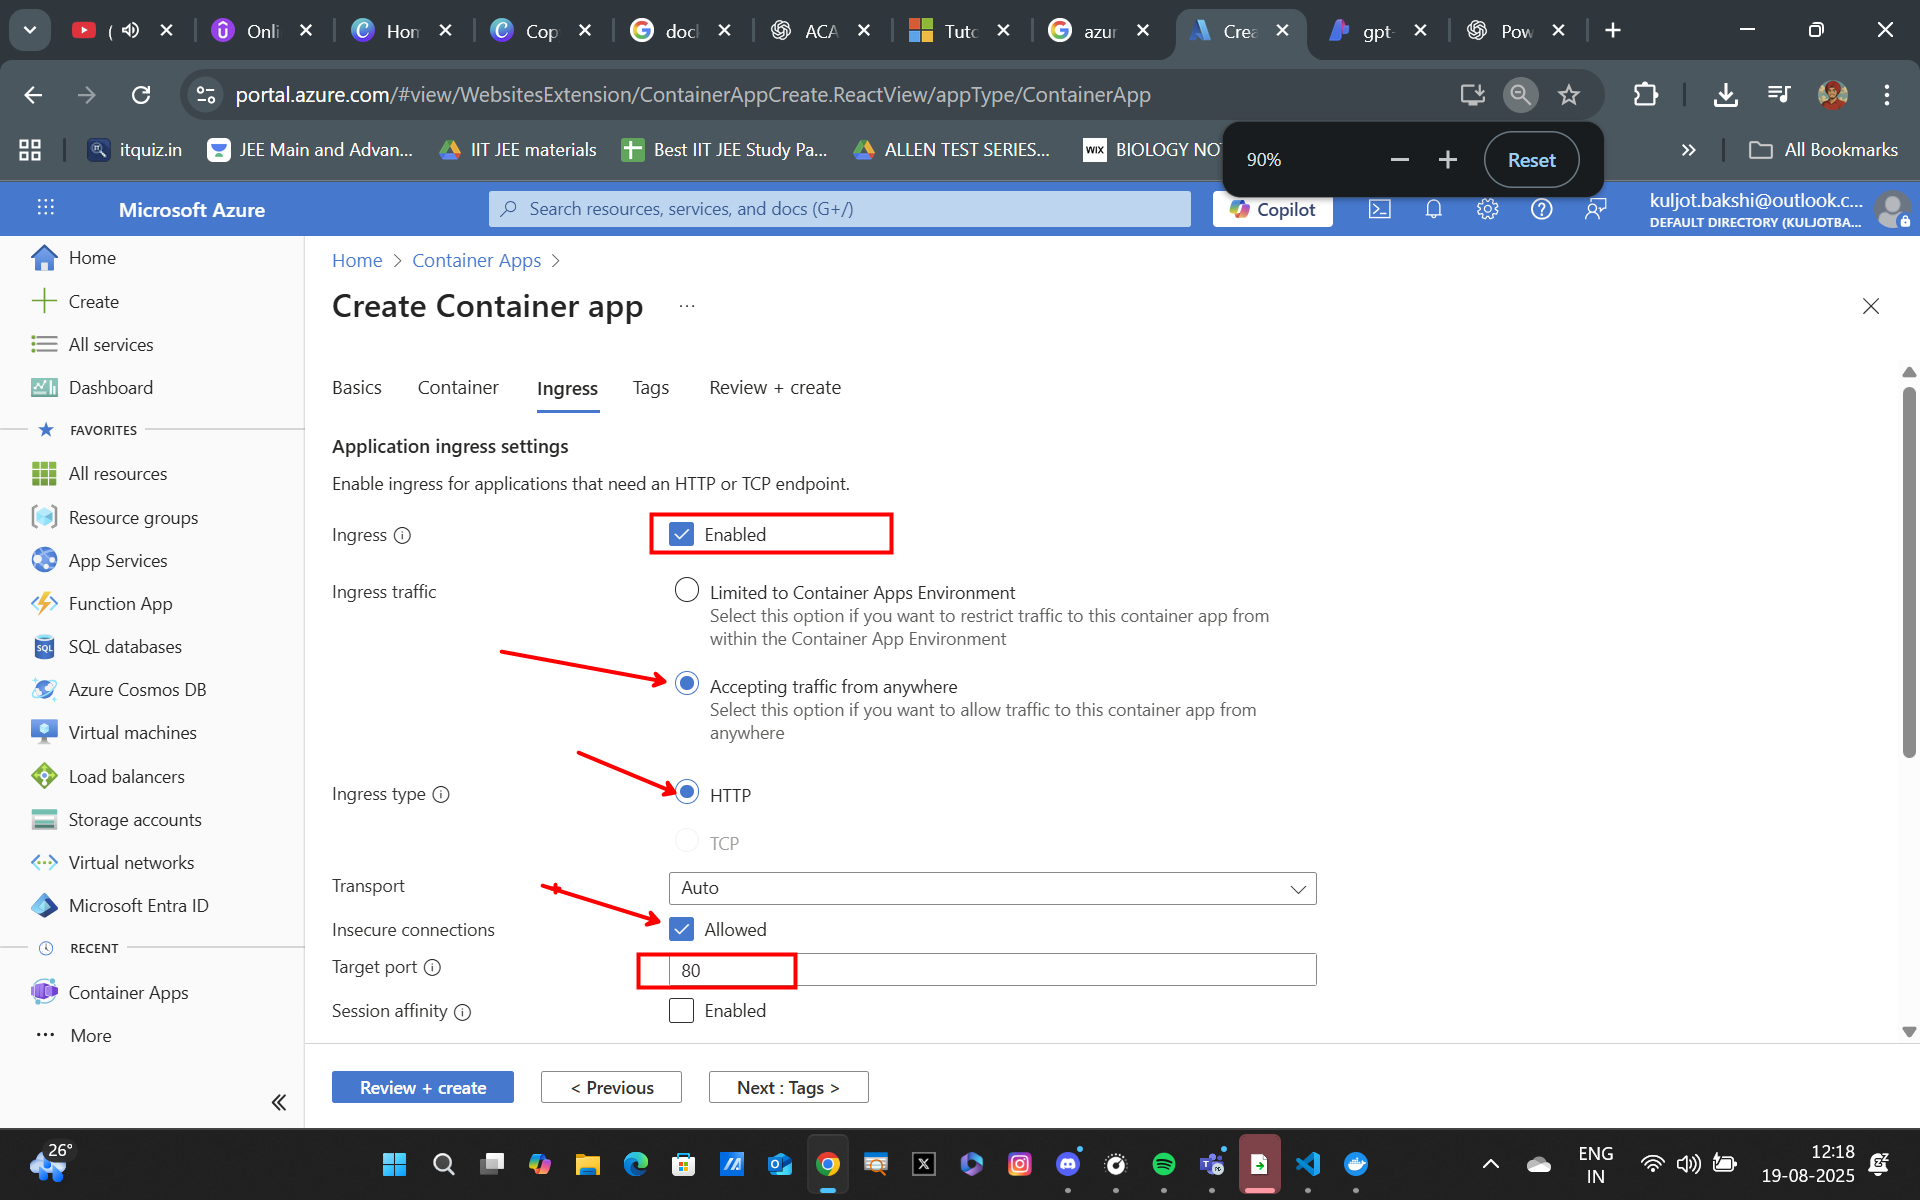 Onli
Hom
Cop
docl
ACA
Tuto
azur
Crea
gpt-
Pow
portal.azure.com/#view/WebsitesExtension/ContainerAppCreate.ReactView/appType/ContainerApp
itquiz.in
JEE Main and Advan...
IIT JEE materials
Best IIT JEE Study Pa...
ALLEN TEST SERIES...
WIX
BIOLOGY NO
All Bookmarks
90%
Reset
Microsoft Azure
Search resources, services, and docs (G+/)
Copilot
kuljot.bakshi@outlook.c...
DEFAULT DIRECTORY (KULJOTBA...
Home
Create
All services
Dashboard
FAVORITES
All resources
Resource groups
App Services
Function App
SQL
SQL databases
Azure Cosmos DB
Virtual machines
Load balancers
Storage accounts
Virtual networks
Microsoft Entra ID
RECENT
Container Apps
More
Home > Container Apps >
Create Container app
Basics
Container
Ingress
Tags
Review + create
Application ingress settings
Enable ingress for applications that need an HTTP or TCP endpoint.
Ingress
Enabled
Ingress traffic
Limited to Container Apps Environment
Select this option if you want to restrict traffic to this container app from
within the Container App Environment
Accepting traffic from anywhere
Select this option if you want to allow traffic to this container app from
anywhere
Ingress type
HTTP
TCP
Transport
Auto
Insecure connections
Allowed
Target port
80
Session affinity
Enabled
Review + create
< Previous
Next : Tags >
26°
ENG
IN
12:18
19-08-2025